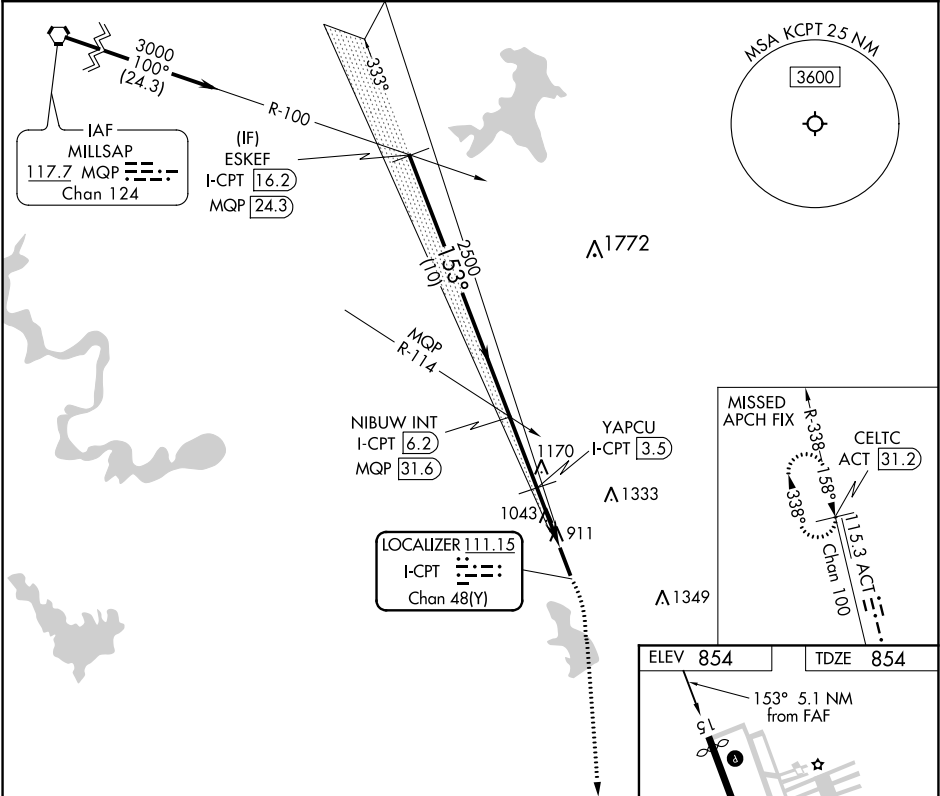 3000
100°
(24.3)
R-100
IAF
MILLSAP
117.7 MQP
Chan 124
(IF)
ESKEF
I-CPT 16.2
MQP 24.3
333°
MSA KCPT 25 NM
3600
1772
2500
153°
(10)
MQP
R-114
NIBUW INT
I-CPT 6.2
MQP 31.6
YAPCU
I-CPT 3.5
1170
1333
1043
911
LOCALIZER 111.15
I-CPT
Chan 48(Y)
1349
MISSED
APCH FIX
R-338
158°
338°
CELTC
ACT 31.2
115.3 ACT
Chan 100
ELEV 854
TDZE 854
153° 5.1 NM
from FAF
15
P